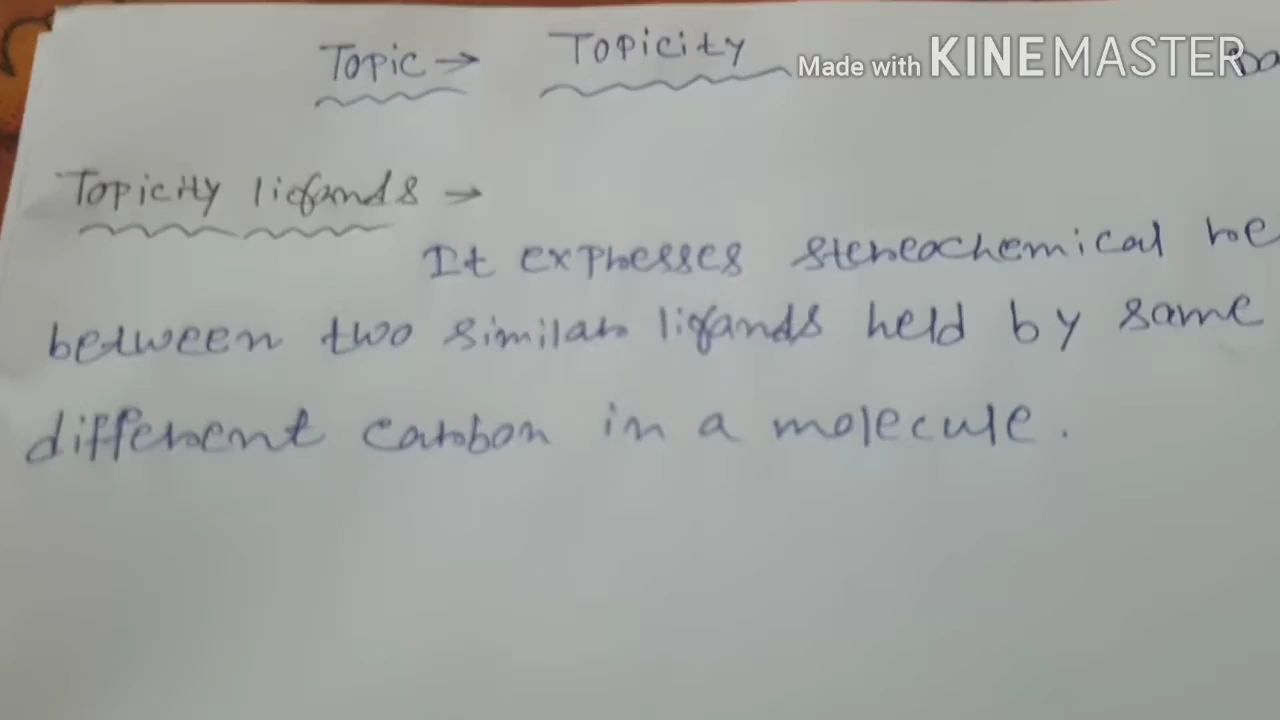 Topic → Topicity
Made with KINEMASTER
Topicity ligands →
It expresses stereochemical re
between two similar ligands held by same
different carbon in a molecule.